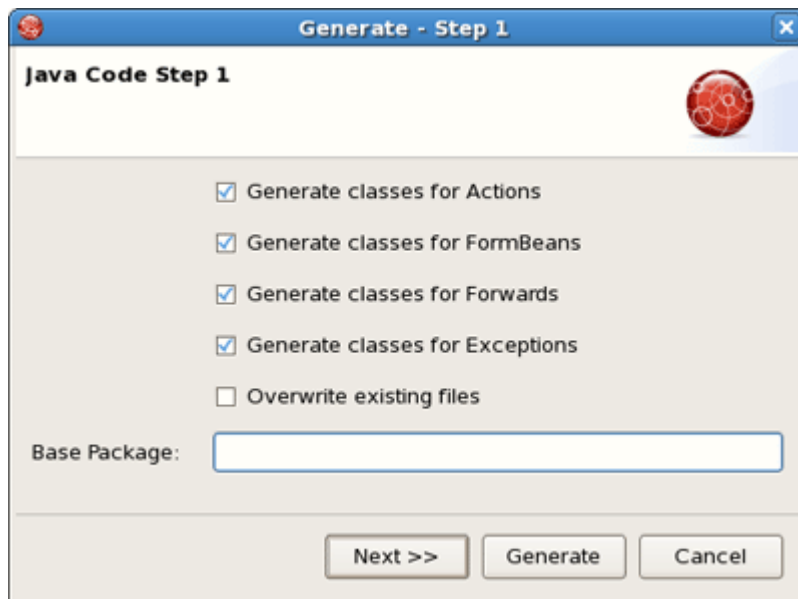 Generate - Step 1
Java Code Step 1
Generate classes for Actions
Generate classes for FormBeans
Generate classes for Forwards
Generate classes for Exceptions
Overwrite existing files
Base Package:
Next >> Generate Cancel